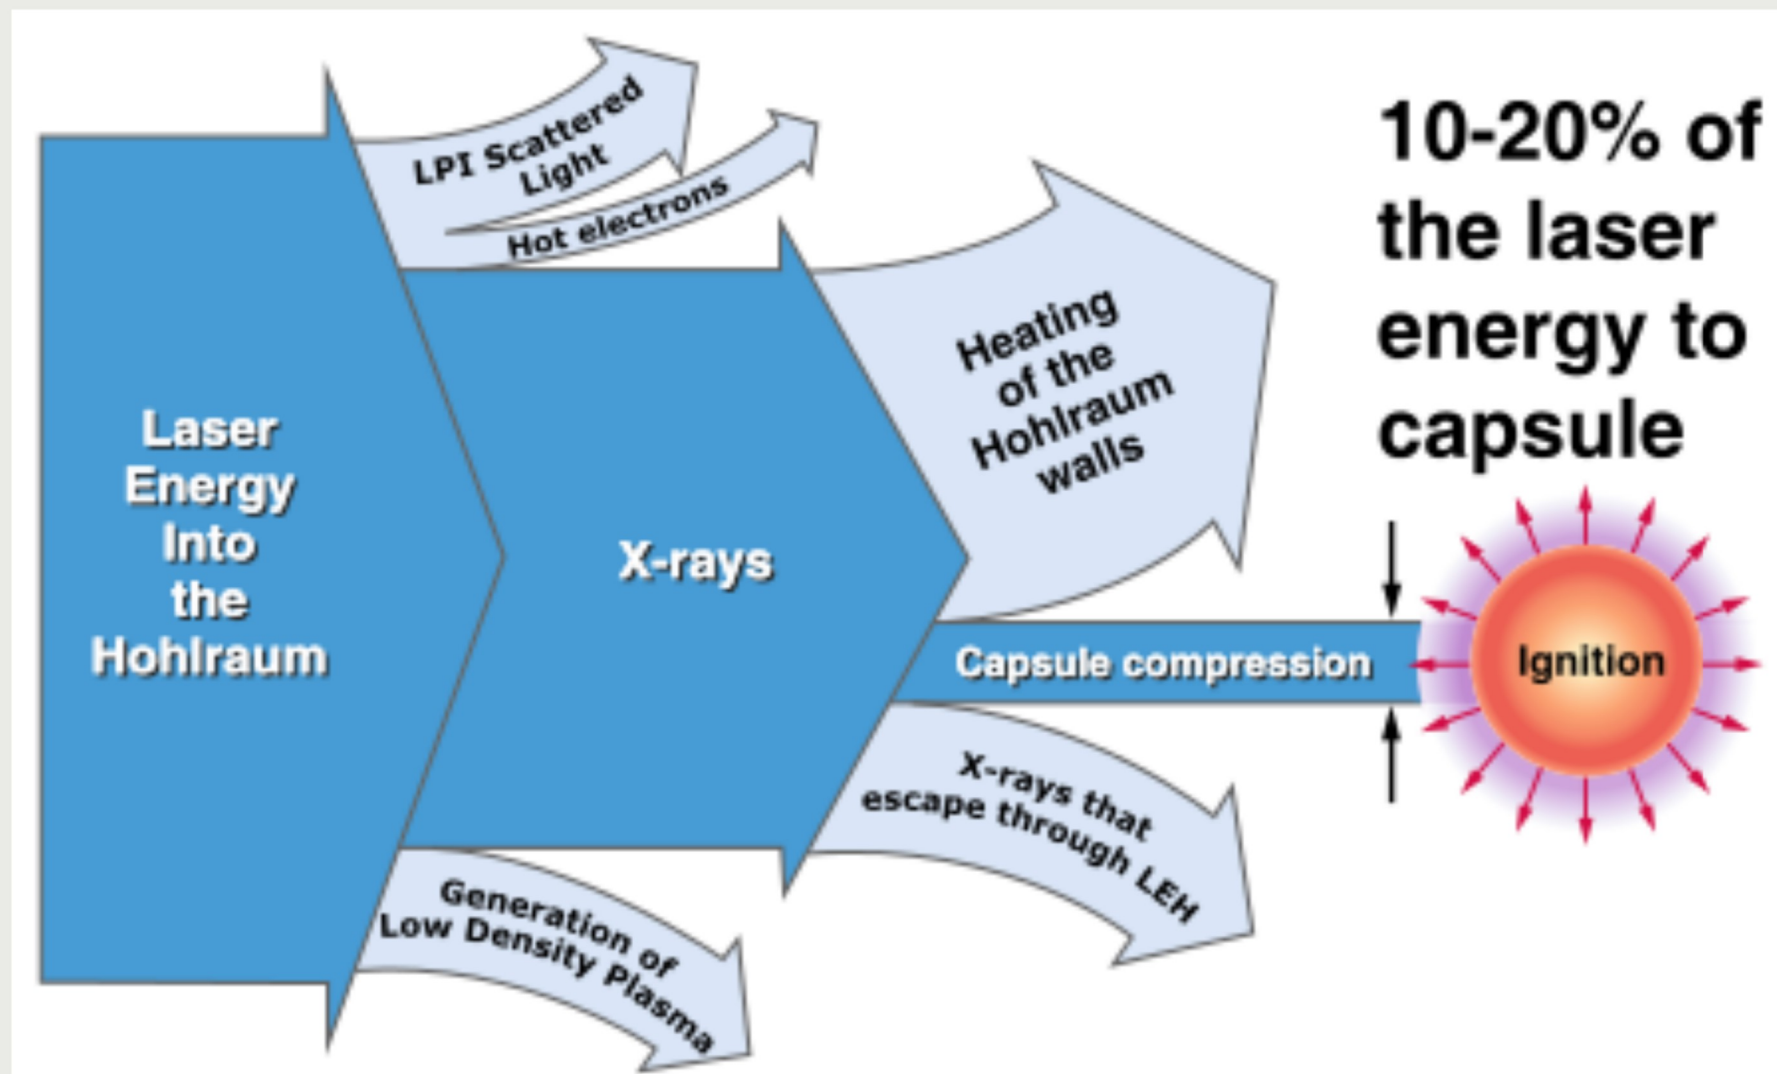 LPI Scattered
Light
Hot electrons
10-20% of
the laser
energy to
capsule
Laser
Energy
Into
the
Hohlraum
X-rays
Heating
of the
Hohlraum
walls
Capsule compression
Ignition
X-rays that
escape through LEH
Generation of
Low Density Plasma